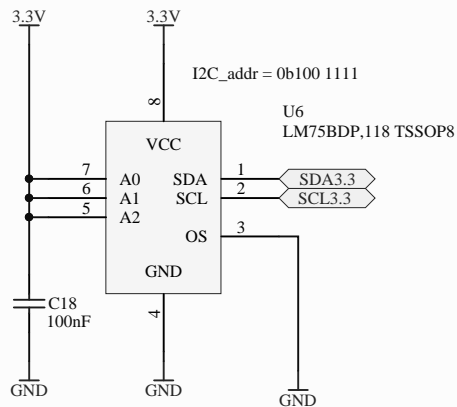 3.3V
3.3V
I2C_addr = 0b100 1111
8
U6
LM75BDP,118 TSSOP8
VCC
7 A0 SDA 1 SDA3.3
6 A1 SCL 2 SCL3.3
5 A2
OS 3
GND
4
C18
100nF
GND
GND
GND